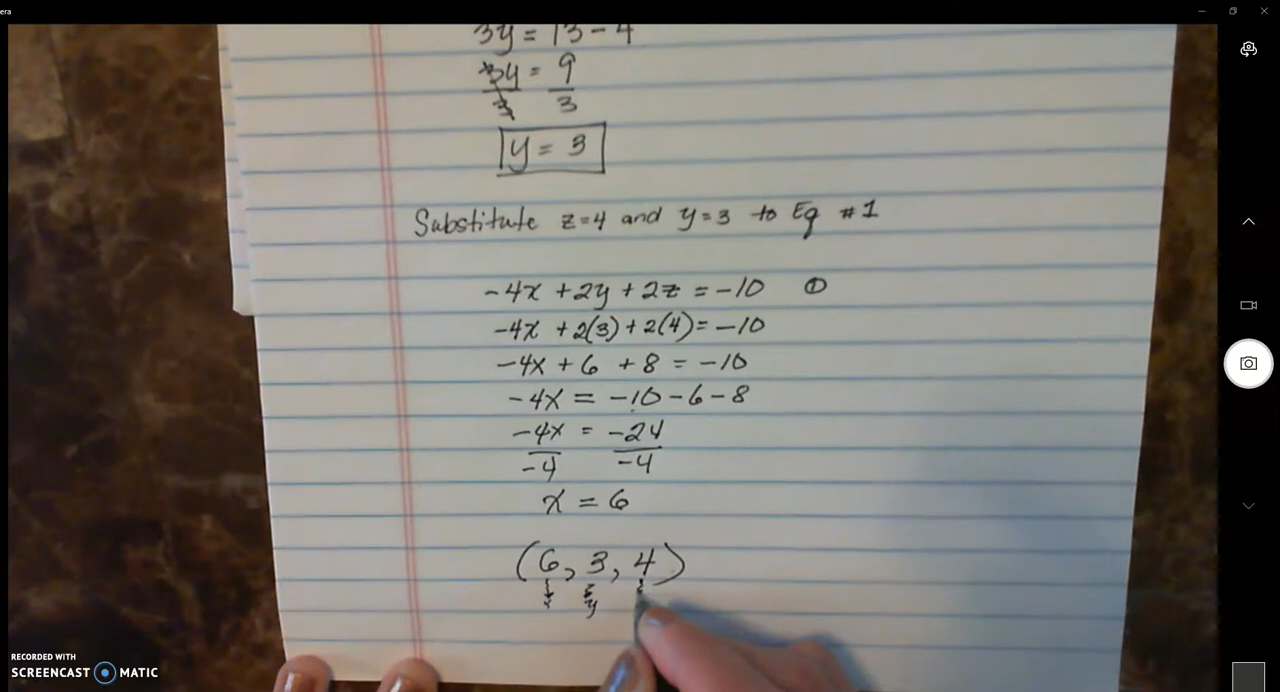 era
3y = 13 - 4
3y = 9
3 3
y = 3
Substitute z=4 and y=3 to Eq #1
-4x + 2y + 2z = -10 ①
-4x + 2(3) + 2(4) = -10
-4x + 6 + 8 = -10
-4x = -10 - 6 - 8
-4x = -24
-4 -4
x = 6
(6, 3, 4)
x y
RECORDED WITH
SCREENCAST MATIC